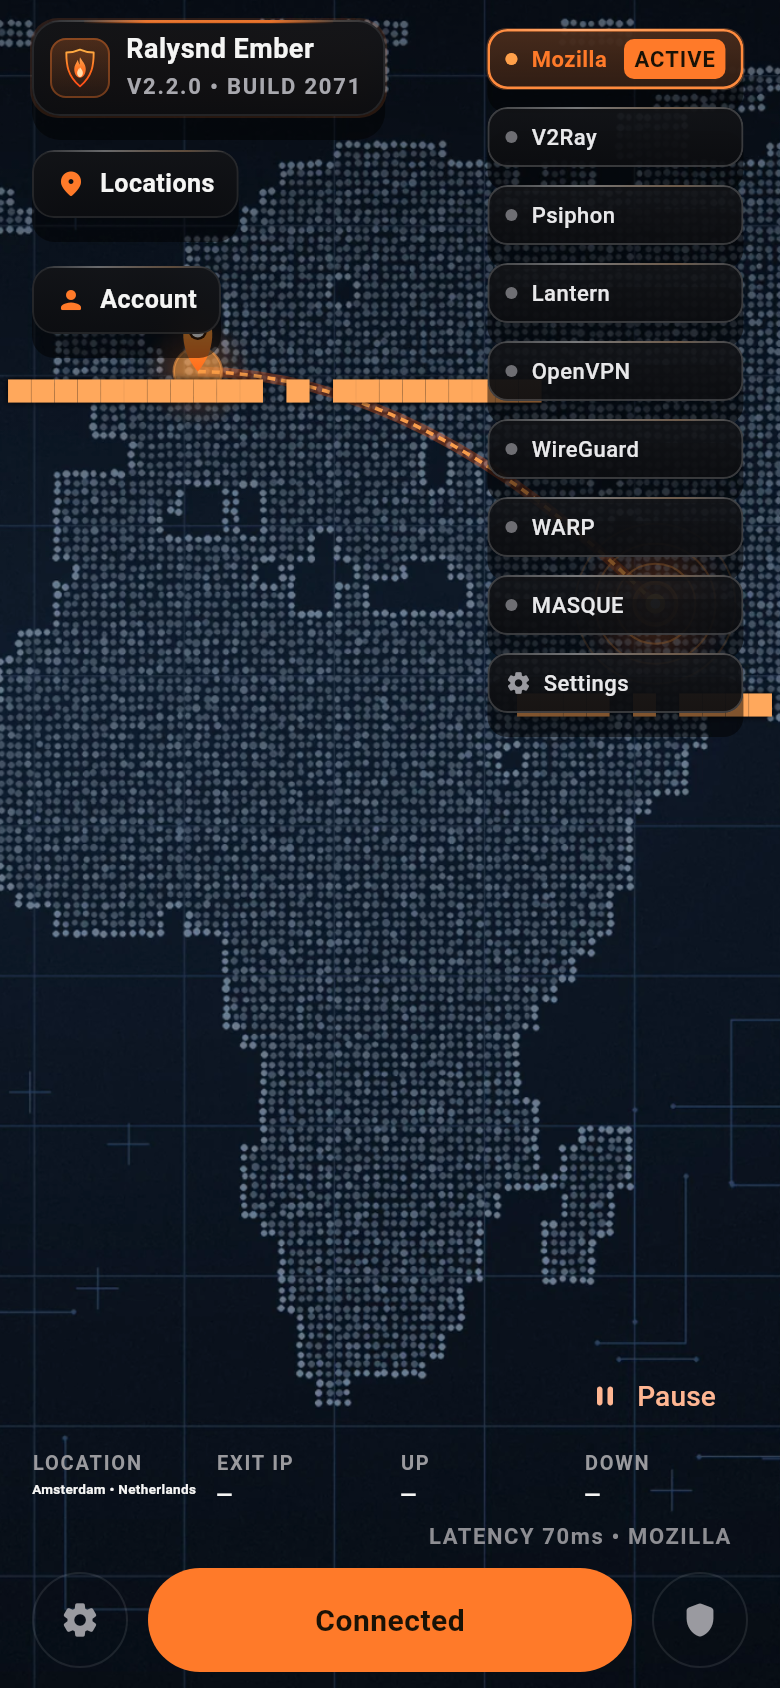 Ralysnd Ember
V2.2.0 • BUILD 2071
Locations
Account
Mozilla ACTIVE
V2Ray
Psiphon
Lantern
OpenVPN
WireGuard
WARP
MASQUE
Settings
Pause
LOCATION EXIT IP UP DOWN
Amsterdam • Netherlands – – –
LATENCY 70ms • MOZILLA
Connected